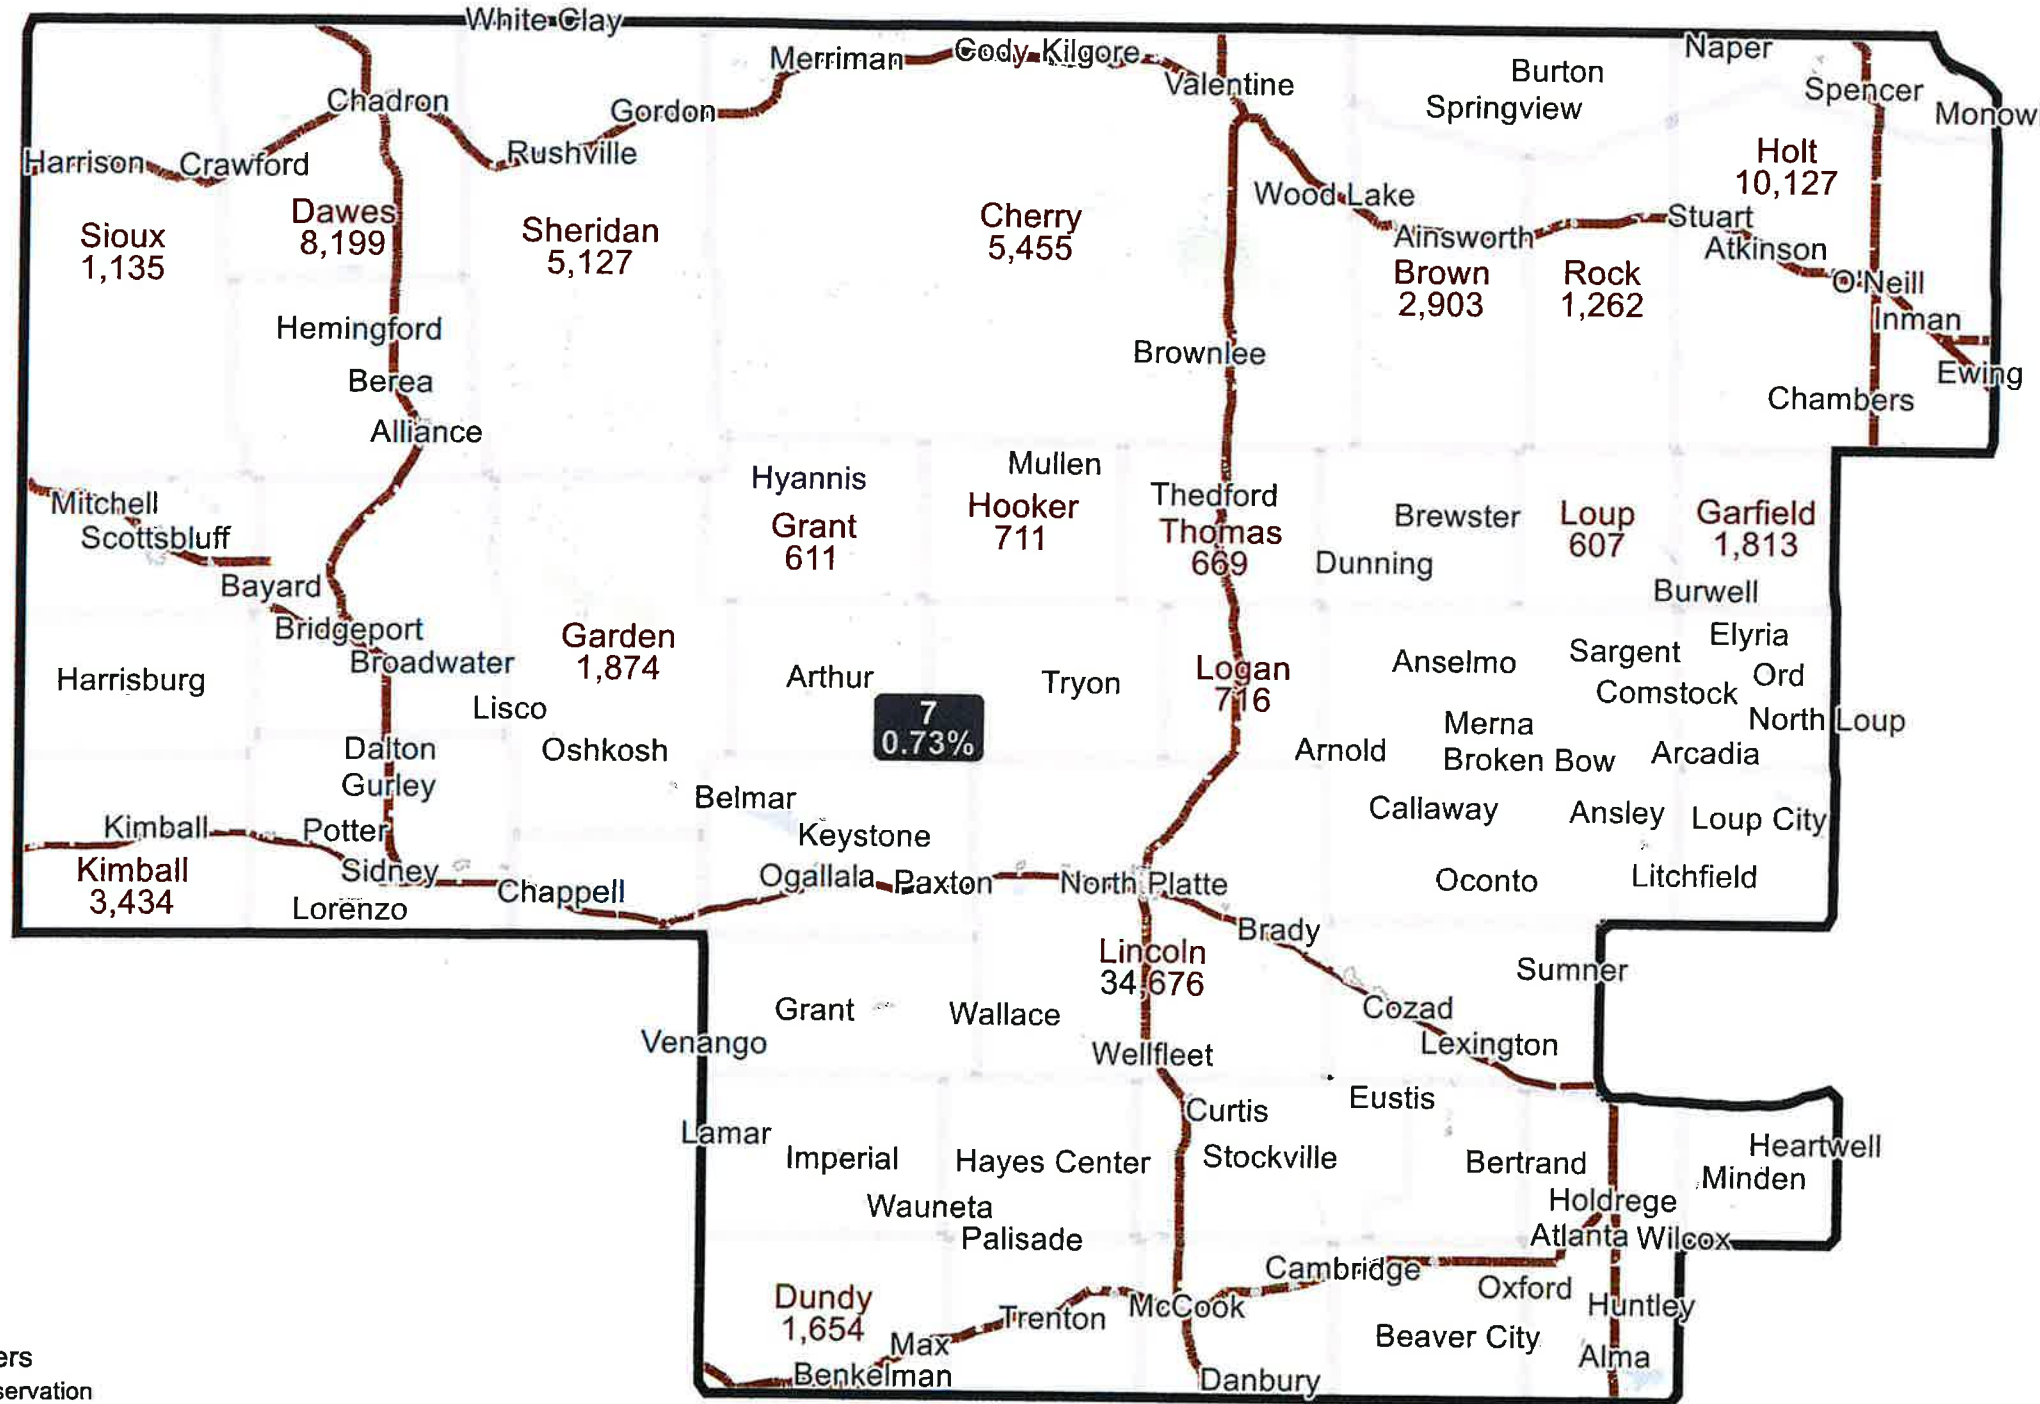 White Clay
Naper
Merriman
Cody
Kilgore
Valentine
Burton
Springview
Spencer
Chadron
Gordon
Harrison
Crawford
Rushville
Holt
10,127
Wood Lake
Stuart
Sioux
1,135
Dawes
8,199
Sheridan
5,127
Cherry
5,455
Ainsworth
Atkinson
Brown
2,903
Rock
1,262
O'Neill
Inman
Hemingford
Brownlee
Berea
Ewing
Chambers
Alliance
Mullen
Hyannis
Thedford
Mitchell
Scottsbluff
Grant
611
Hooker
711
Thomas
669
Brewster
Loup
607
Garfield
1,813
Dunning
Bayard
Burwell
Bridgeport
Broadwater
Garden
1,874
Elyria
Harrisburg
Arthur
Tryon
Logan
716
Anselmo
Sargent
Ord
Comstock
Lisco
7
0.73%
Merna
North Loup
Dalton
Oshkosh
Arnold
Broken Bow
Arcadia
Gurley
Belmar
Callaway
Ansley
Loup City
Kimball
Potter
Keystone
Kimball
3,434
Sidney
Chappell
Ogallala
Paxton
North Platte
Oconto
Litchfield
Lorenzo
Brady
Lincoln
34,676
Sumner
Grant
Wallace
Cozad
Venango
Wellfleet
Lexington
Curtis
Eustis
Lamar
Imperial
Hayes Center
Stockville
Bertrand
Heartwell
Minden
Wauneta
Holdrege
Palisade
Atlanta
Wilcox
Cambridge
Oxford
Dundy
1,654
Trenton
McCook
Huntley
Max
Beaver City
Alma
Benkelman
Danbury